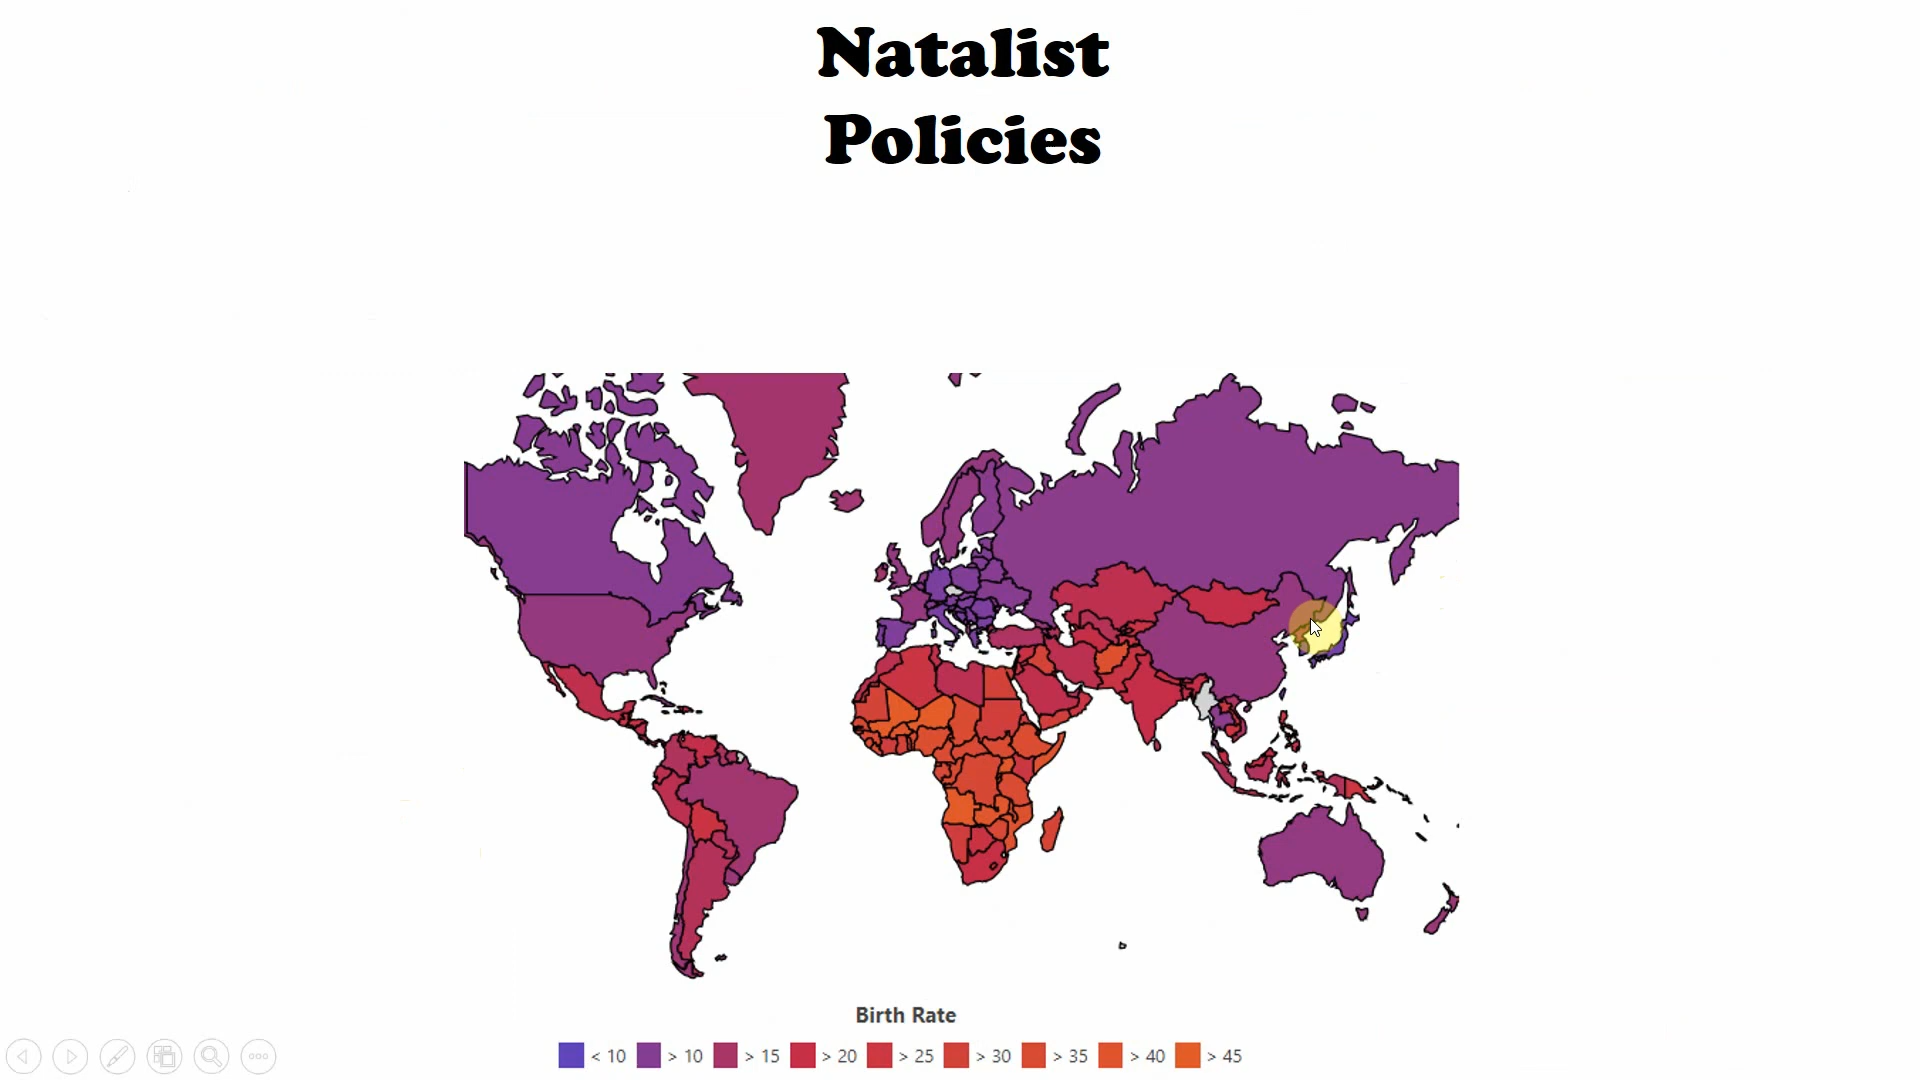 Natalist
Policies
Birth Rate
< 10 > 10 > 15 > 20 > 25 > 30 > 35 > 40 > 45